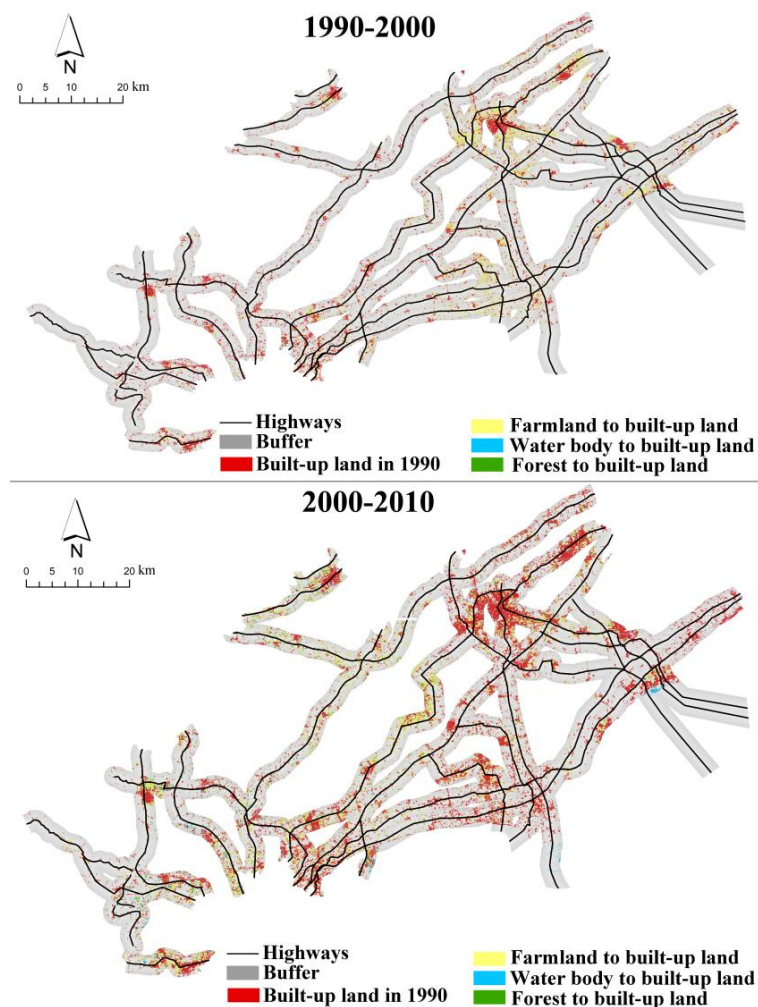 1990-2000
N
0 5 10 20 km
Highways
Buffer
Built-up land in 1990
Farmland to built-up land
Water body to built-up land
Forest to built-up land
2000-2010
N
0 5 10 20 km
Highways
Buffer
Built-up land in 1990
Farmland to built-up land
Water body to built-up land
Forest to built-up land